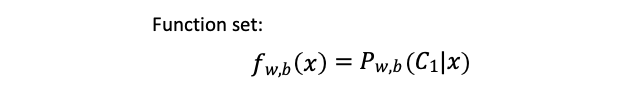 Function set:
f_{w,b}(x) = P_{w,b}(C_1|x)